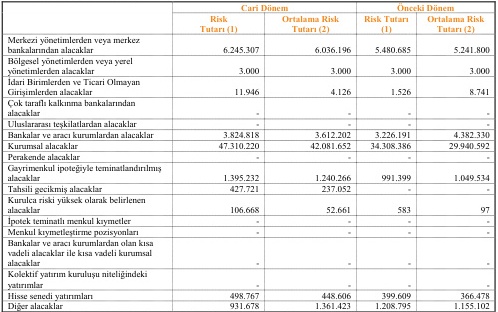 Cari Dönem Önceki Dönem
Risk Ortalama Risk Risk Tutarı Ortalama Risk
Tutarı (1) Tutarı (2) (1) Tutarı (2)
Merkezi yönetimlerden veya merkez
bankalarından alacaklar 6.245.307 6.036.196 5.480.685 5.241.800
Bölgesel yönetimlerden veya yerel
yönetimlerden alacaklar 3.000 3.000 3.000 3.000
İdari Birimlerden ve Ticari Olmayan
Girişimlerden alacaklar 11.946 4.126 1.526 8.741
Çok taraflı kalkınma bankalarından
alacaklar - - - -
Uluslararası teşkilatlardan alacaklar - - - -
Bankalar ve aracı kurumlardan alacaklar 3.824.818 3.612.202 3.226.191 4.382.330
Kurumsal alacaklar 47.310.220 42.081.652 34.308.386 29.940.592
Perakende alacaklar - - - -
Gayrimenkul ipoteğiyle teminatlandırılmış
alacaklar 1.395.232 1.240.266 991.399 1.049.534
Tahsili gecikmiş alacaklar 427.721 237.052 - -
Kurulca riski yüksek olarak belirlenen
alacaklar 106.668 52.661 583 97
İpotek teminatlı menkul kıymetler - - - -
Menkul kıymetleştirme pozisyonları - - - -
Bankalar ve aracı kurumlardan olan kısa
vadeli alacaklar ile kısa vadeli kurumsal
alacaklar - - - -
Kolektif yatırım kuruluşu niteliğindeki
yatırımlar - - - -
Hisse senedi yatırımları 498.767 448.606 399.609 366.478
Diğer alacaklar 931.678 1.361.423 1.208.795 1.155.102